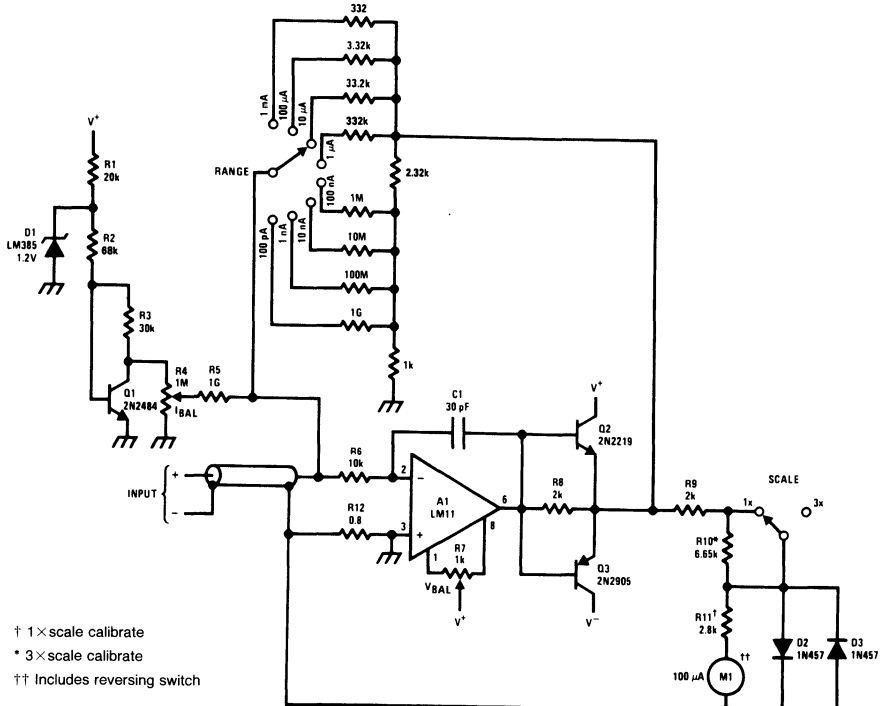 332
3.32k
33.2k
332k
1 nA
100 µA
10 µA
1 µA
RANGE
2.32k
100 nA
1M
10 nA
10M
1 nA
100M
100 pA
1G
1k
V+
R1
20k
D1
LM385
1.2V
R2
68k
R3
30k
R4
1M
R5
1G
IBAL
Q1
2N2484
C1
30 pF
V+
Q2
2N2219
INPUT
+
−
R6
10k
2
−
A1
LM11
6
R8
2k
R9
2k
SCALE
1x
3x
R12
0.8
3
+
1
R7
1k
8
VBAL
V+
Q3
2N2905
V−
R10*
6.65k
R11†
2.8k
D2
1N457
D3
1N457
100 µA
M1
††
† 1×scale calibrate
* 3×scale calibrate
†† Includes reversing switch